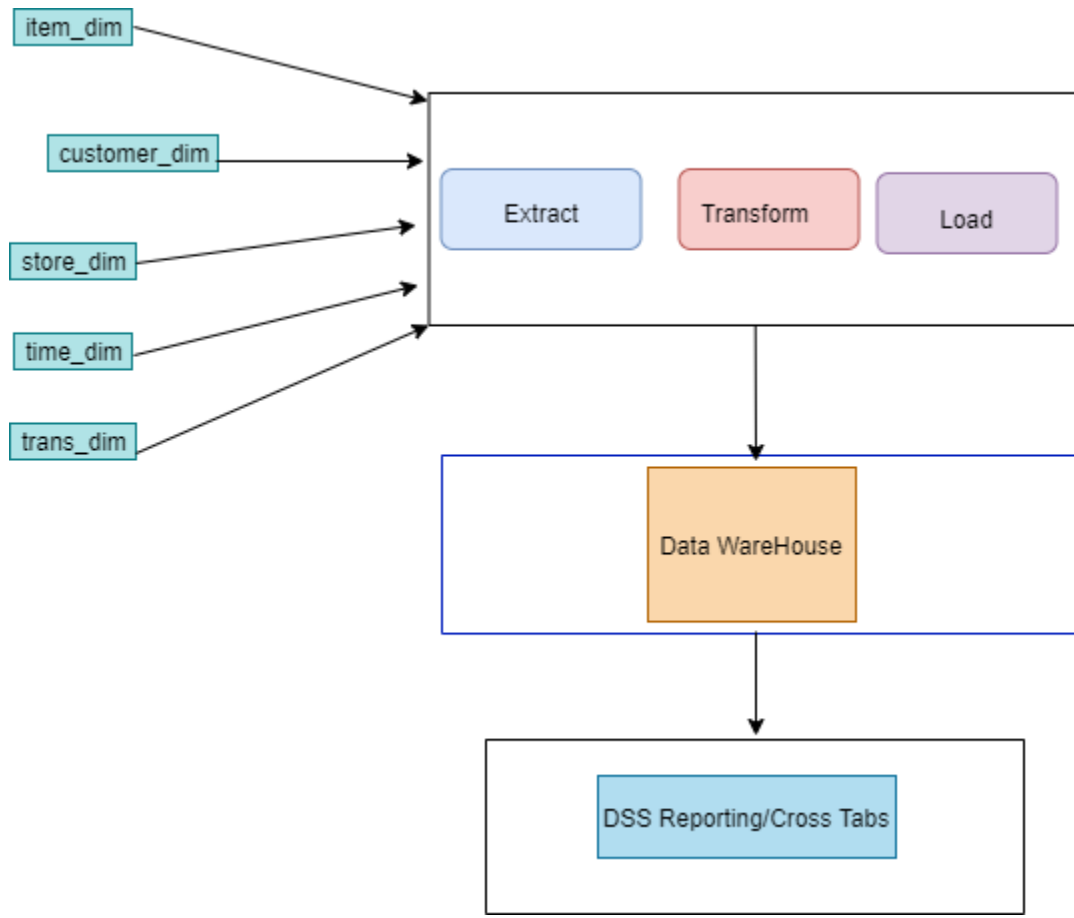 item_dim
customer_dim
store_dim
time_dim
trans_dim
Extract
Transform
Load
Data WareHouse
DSS Reporting/Cross Tabs